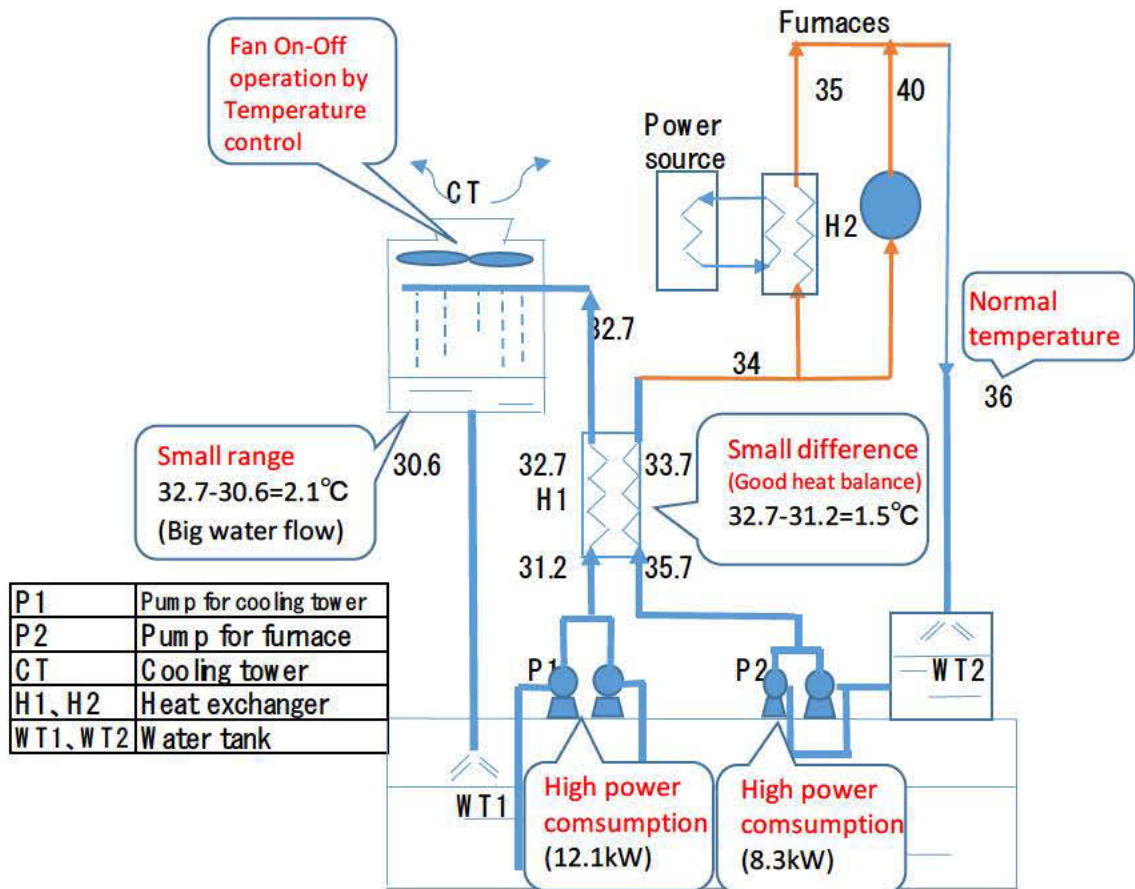 Furnaces
Fan On-Off
operation by
Temperature
control
35
40
Power
source
CT
H2
32.7
Normal
temperature
34
36
Small range
32.7-30.6=2.1℃
(Big water flow)
30.6
32.7
33.7
H1
Small difference
(Good heat balance)
32.7-31.2=1.5℃
31.2
35.7
P1 Pump for cooling tower
P2 Pump for furnace
CT Cooling tower
H1、H2 Heat exchanger
WT1、WT2 Water tank
P1
P2
WT2
WT1
High power
comsumption
(12.1kW)
High power
comsumption
(8.3kW)